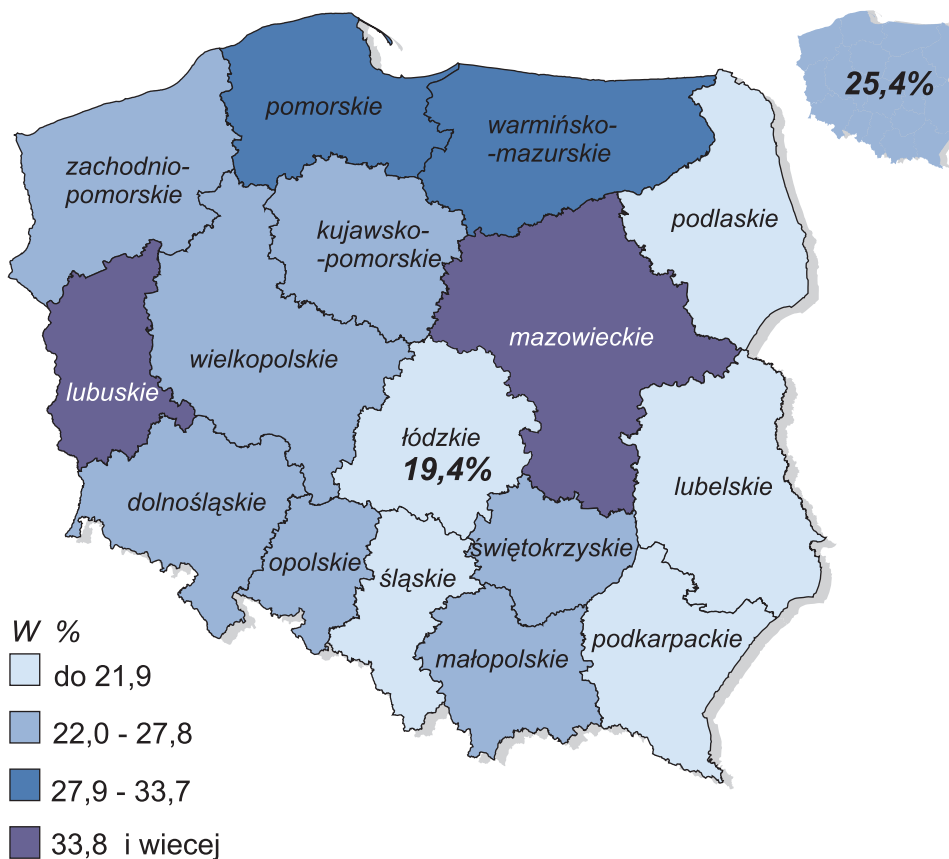 25,4%
pomorskie
warmińsko-
-mazurskie
zachodnio-
pomorskie
podlaskie
kujawsko-
-pomorskie
mazowieckie
wielkopolskie
lubuskie
łódzkie
19,4%
lubelskie
dolnośląskie
opolskie
świętokrzyskie
śląskie
podkarpackie
małopolskie
W %
do 21,9
22,0 - 27,8
27,9 - 33,7
33,8 i wiecej